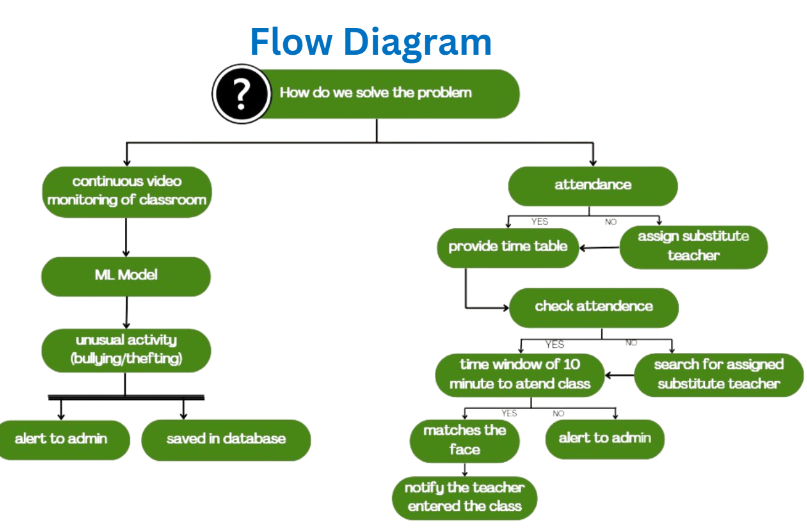 Flow Diagram
?
How do we solve the problem
continuous video
monitoring of classroom
attendance
YES
NO
provide time table
assign substitute
teacher
ML Model
check attendence
unusual activity
(bullying/thefting)
YES
NO
time window of 10
minute to atend class
search for assigned
substitute teacher
YES
NO
alert to admin
saved in database
matches the
face
alert to admin
notify the teacher
entered the class